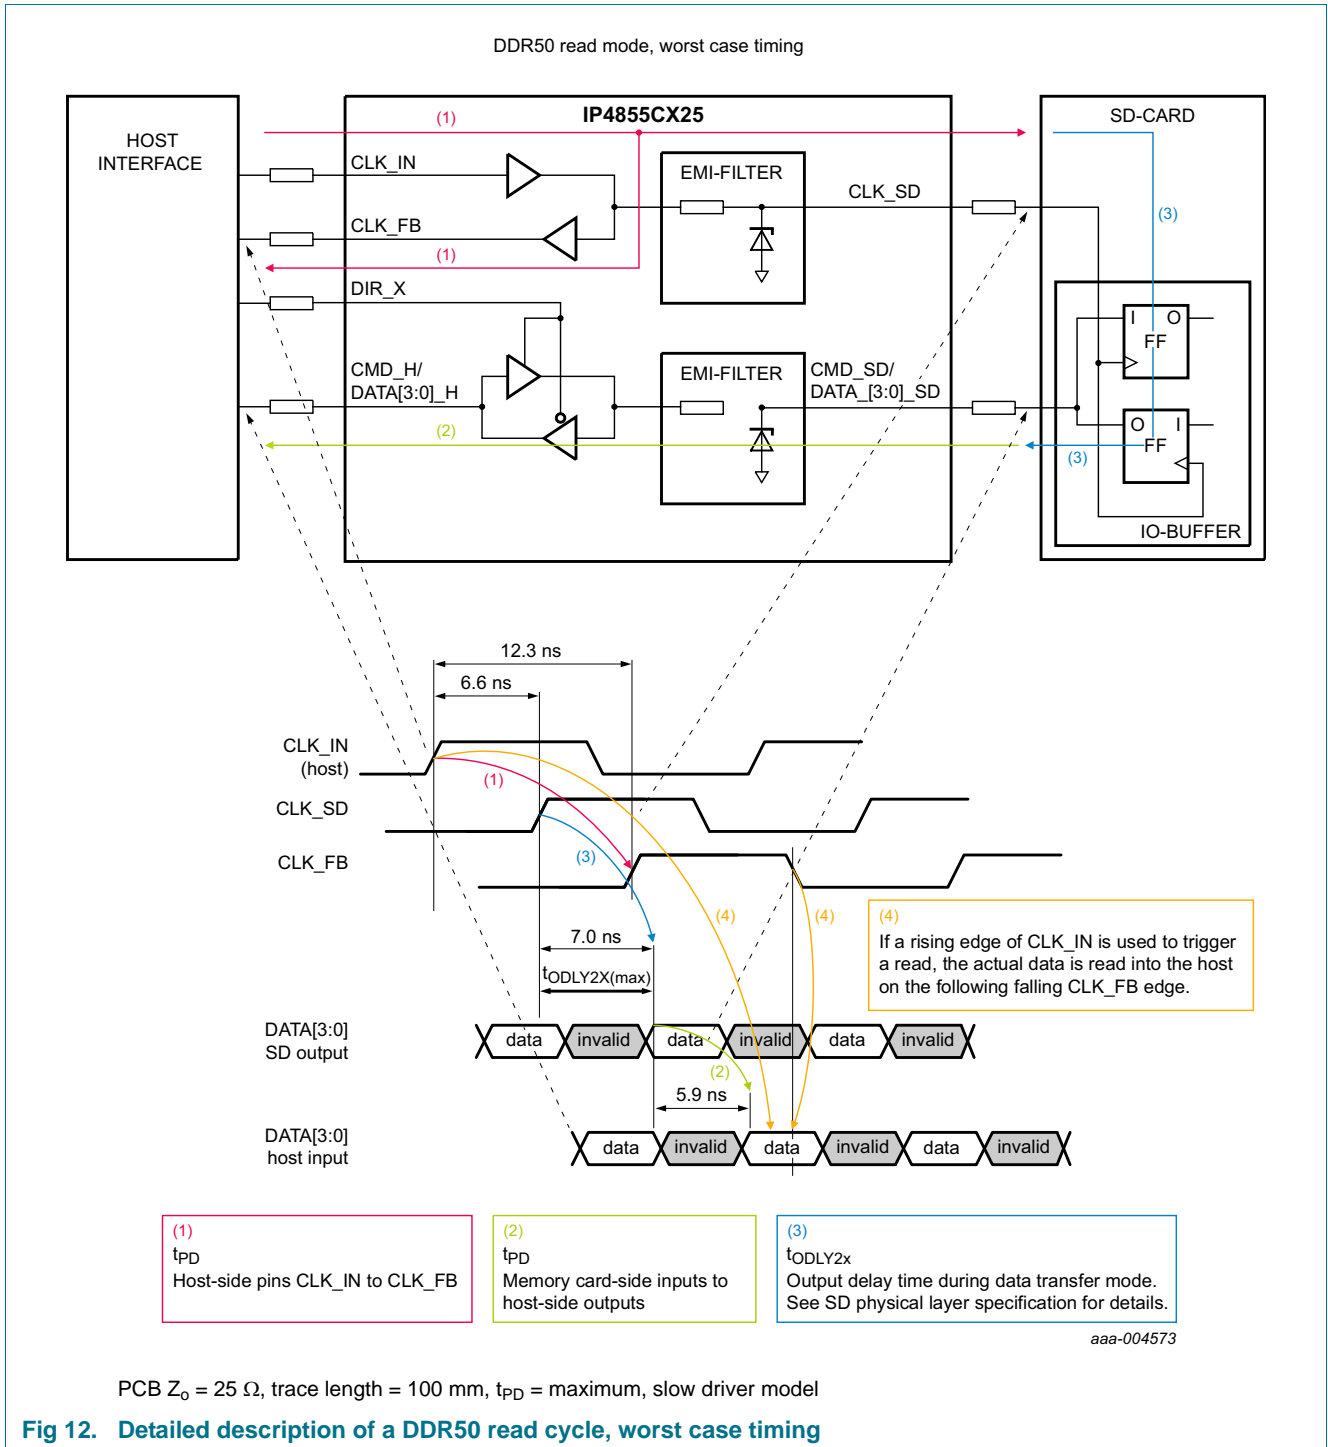 DDR50 read mode, worst case timing
HOST
INTERFACE
IP4855CX25
SD-CARD
(1)
CLK_IN
EMI-FILTER
CLK_SD
(3)
CLK_FB
(1)
DIR_X
I O
FF
CMD_H/
DATA[3:0]_H
EMI-FILTER
CMD_SD/
DATA_[3:0]_SD
(2)
O I
FF
(3)
IO-BUFFER
12.3 ns
6.6 ns
CLK_IN
(host)
(1)
CLK_SD
(3)
CLK_FB
(4)
(4)
(4)
If a rising edge of CLK_IN is used to trigger
a read, the actual data is read into the host
on the following falling CLK_FB edge.
7.0 ns
tODLY2X(max)
DATA[3:0]
SD output
data invalid data invalid data invalid
(2)
5.9 ns
DATA[3:0]
host input
data invalid data invalid data invalid
(1)
tPD
Host-side pins CLK_IN to CLK_FB
(2)
tPD
Memory card-side inputs to
host-side outputs
(3)
tODLY2x
Output delay time during data transfer mode.
See SD physical layer specification for details.
aaa-004573
PCB Zo = 25 Ω, trace length = 100 mm, tPD = maximum, slow driver model
Fig 12. Detailed description of a DDR50 read cycle, worst case timing